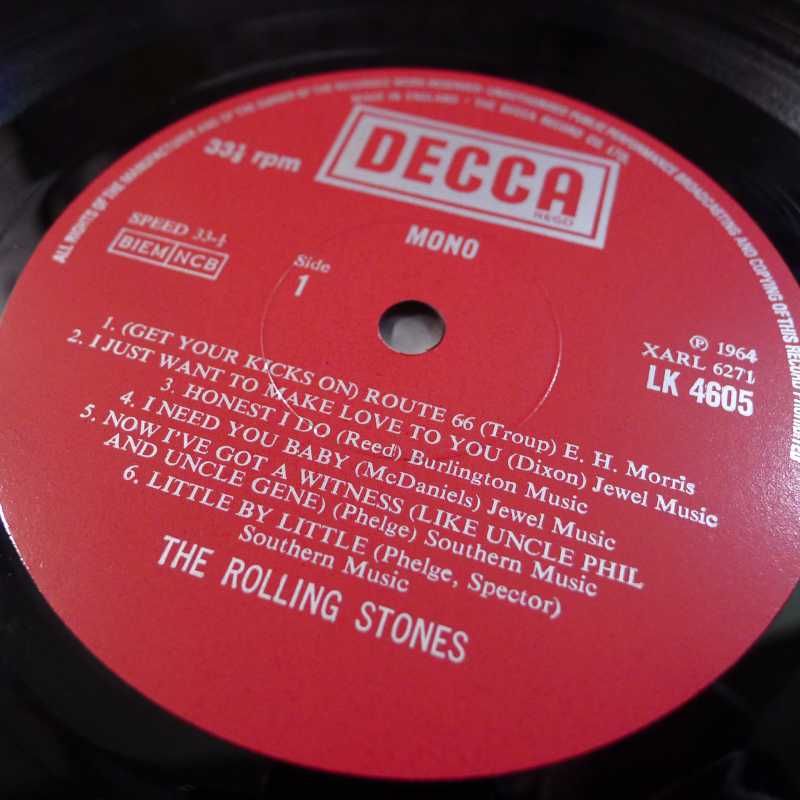 ALL RIGHTS OF THE MANUFACTURER AND OF THE OWNER OF THE RECORDED WORK RESERVED. UNAUTHORISED PUBLIC PERFORMANCE BROADCASTING AND COPYING OF THIS RECORD PROHIBITED
MADE IN ENGLAND · THE DECCA RECORD CO. LTD.
33⅓ rpm
DECCA
REGD
MONO
SPEED 33-⅓
BIEM NCB
Side
1
Ⓟ 1964
XARL 6271
LK 4605
1. (GET YOUR KICKS ON) ROUTE 66 (Troup) E. H. Morris
2. I JUST WANT TO MAKE LOVE TO YOU (Dixon) Jewel Music
3. HONEST I DO (Reed) Burlington Music
4. I NEED YOU BABY (McDaniels) Jewel Music
5. NOW I'VE GOT A WITNESS (LIKE UNCLE PHIL
AND UNCLE GENE) (Phelge) Southern Music
6. LITTLE BY LITTLE (Phelge, Spector)
Southern Music
THE ROLLING STONES